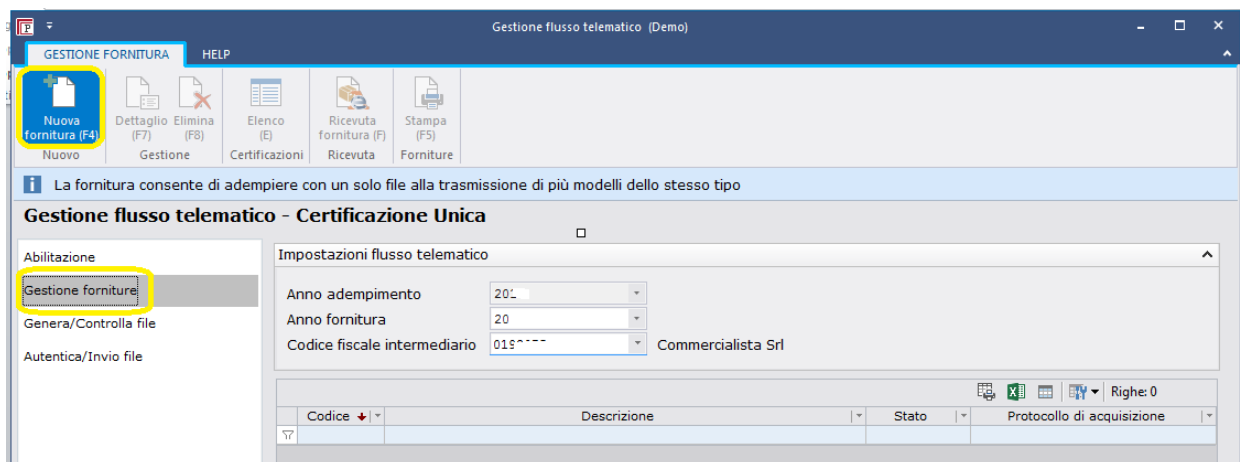 Gestione flusso telematico (Demo)
GESTIONE FORNITURA HELP
Nuova fornitura (F4)
Dettaglio (F7)
Elimina (F8)
Elenco (E)
Ricevuta fornitura (F)
Stampa (F5)
Nuovo Gestione Certificazioni Ricevuta Forniture
La fornitura consente di adempiere con un solo file alla trasmissione di più modelli dello stesso tipo
Gestione flusso telematico - Certificazione Unica
Abilitazione
Gestione forniture
Genera/Controlla file
Autentica/Invio file
Impostazioni flusso telematico
Anno adempimento 201
Anno fornitura 20
Codice fiscale intermediario Commercialista Srl
Righe: 0
Codice Descrizione Stato Protocollo di acquisizione